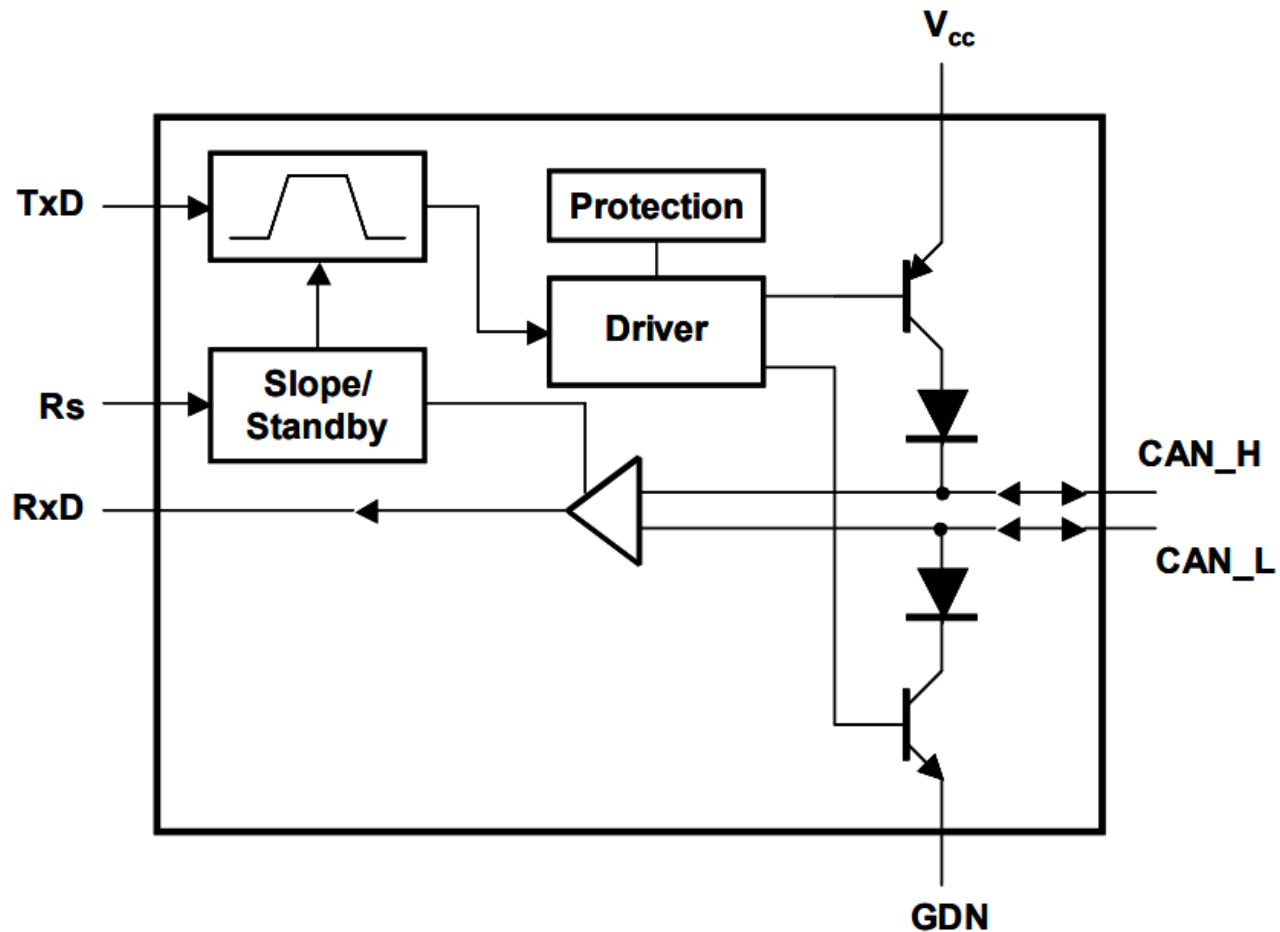 Vcc
TxD
Protection
Driver
Rs
Slope/
Standby
CAN_H
RxD
CAN_L
GDN